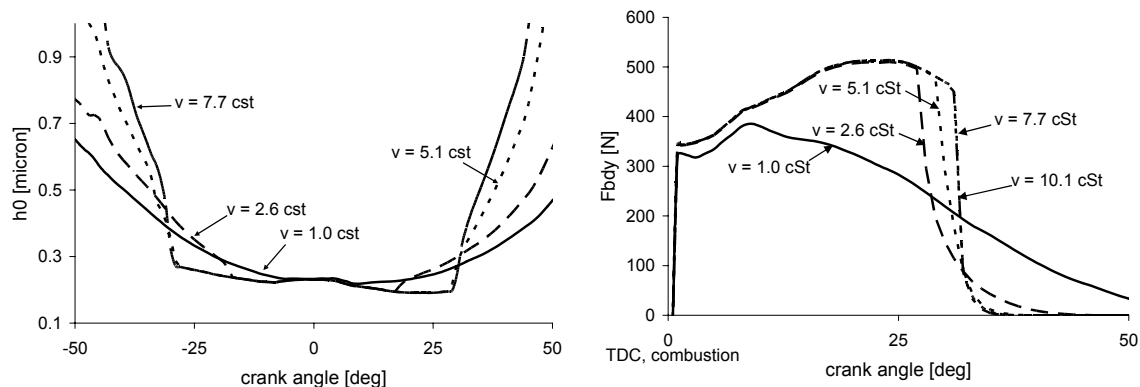 h0 [micron]
0.9
0.7
0.5
0.3
0.1
v = 7.7 cst
v = 5.1 cst
v = 2.6 cst
v = 1.0 cst
-50
-25
0
25
50
crank angle [deg]
Fbdy [N]
600
500
400
300
200
100
0
v = 5.1 cSt
v = 7.7 cSt
v = 2.6 cSt
v = 1.0 cSt
v = 10.1 cSt
0
25
50
TDC, combustion
crank angle [deg]